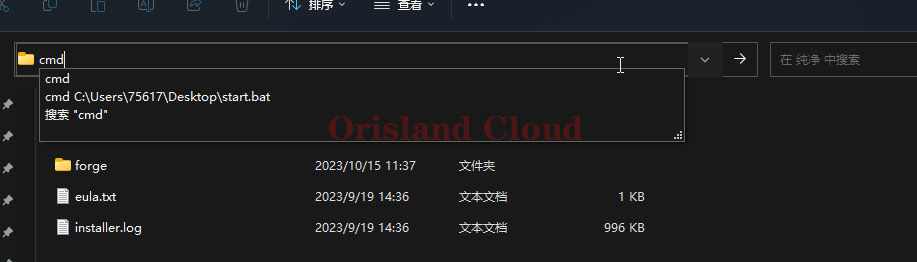 排序 查看 ···
cmd 在 纯净 中搜索
cmd
cmd C:\Users\75617\Desktop\start.bat
搜索 "cmd"
Orisland Cloud
forge 2023/10/15 11:37 文件夹
eula.txt 2023/9/19 14:36 文本文档 1 KB
installer.log 2023/9/19 14:36 文本文档 996 KB